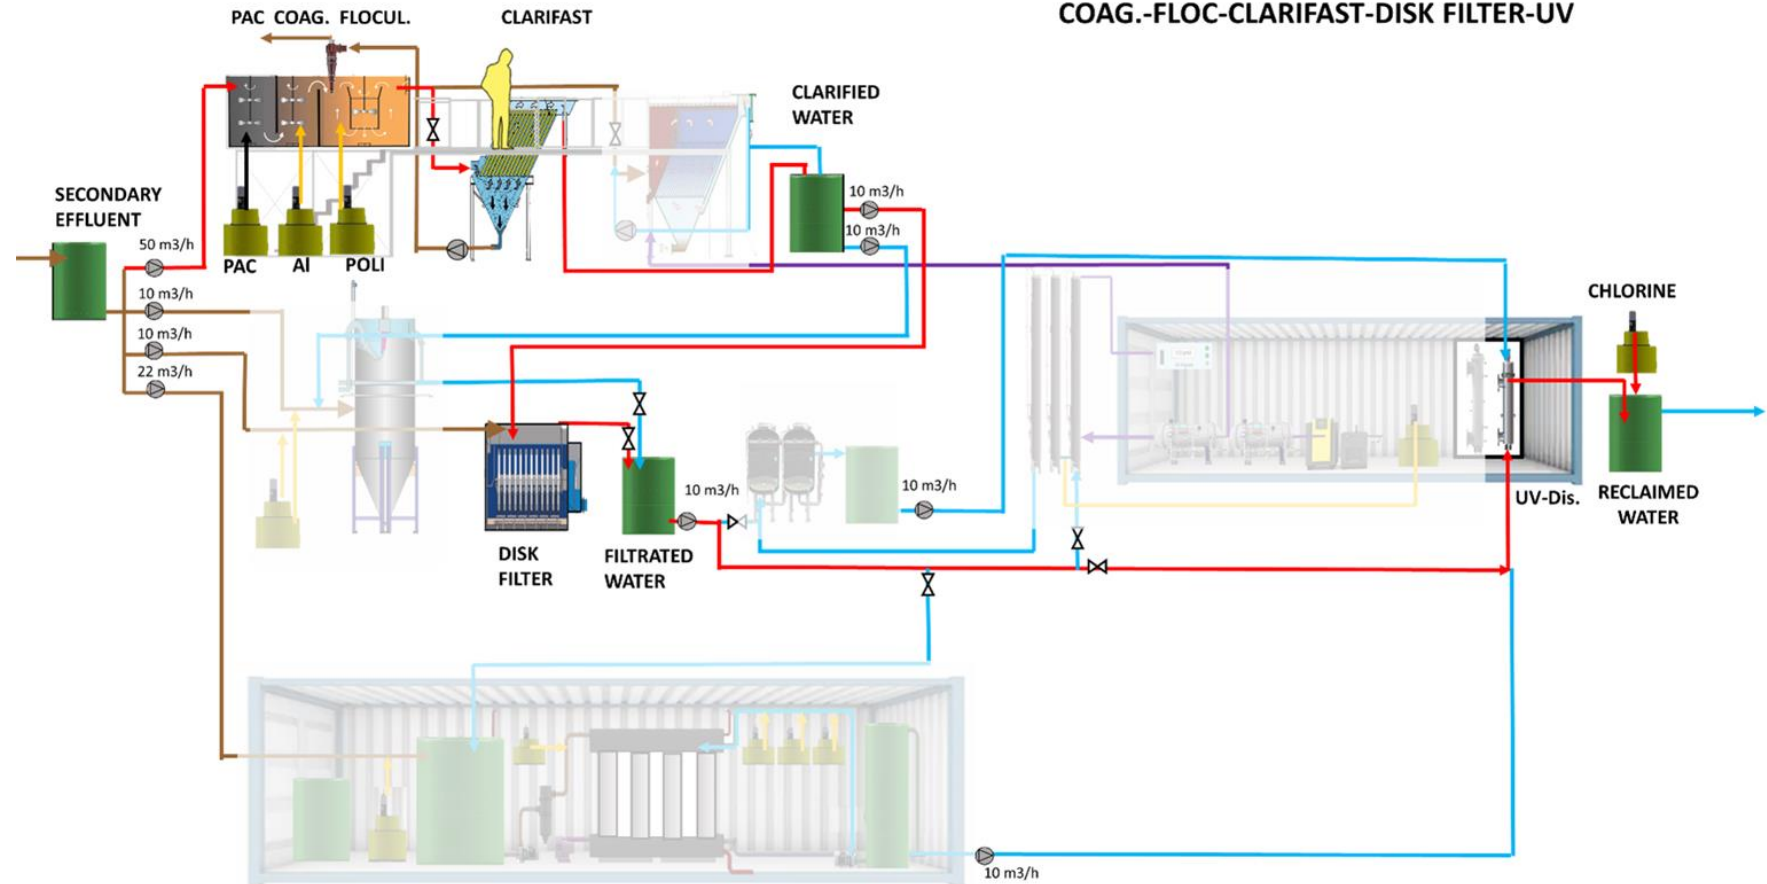 COAG.-FLOC-CLARIFAST-DISK FILTER-UV
PAC COAG. FLOCUL.
CLARIFAST
CLARIFIED
WATER
SECONDARY
EFFLUENT
50 m3/h
10 m3/h
10 m3/h
22 m3/h
PAC
Al
POLI
10 m3/h
10 m3/h
CHLORINE
DISK
FILTER
FILTRATED
WATER
10 m3/h
10 m3/h
UV-Dis.
RECLAIMED
WATER
10 m3/h